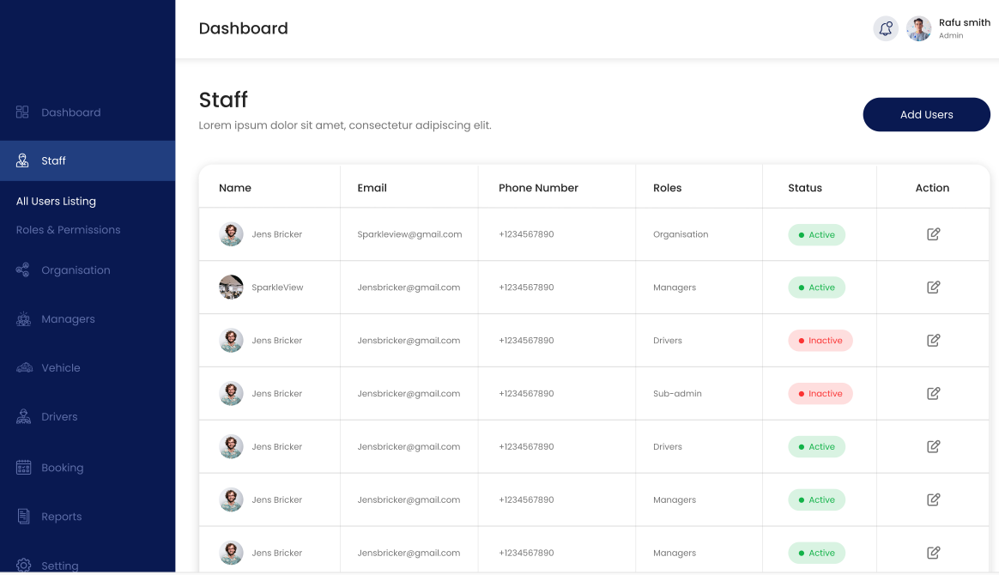 Dashboard
Rafu smith
Admin
Dashboard
Staff
All Users Listing
Roles & Permissions
Organisation
Managers
Vehicle
Drivers
Booking
Reports
Setting
Staff
Lorem ipsum dolor sit amet, consectetur adipiscing elit.
Add Users
Name Email Phone Number Roles Status Action
Jens Bricker Sparkleview@gmail.com +1234567890 Organisation Active
SparkleView Jensbricker@gmail.com +1234567890 Managers Active
Jens Bricker Jensbricker@gmail.com +1234567890 Drivers Inactive
Jens Bricker Jensbricker@gmail.com +1234567890 Sub-admin Inactive
Jens Bricker Jensbricker@gmail.com +1234567890 Drivers Active
Jens Bricker Jensbricker@gmail.com +1234567890 Managers Active
Jens Bricker Jensbricker@gmail.com +1234567890 Managers Active